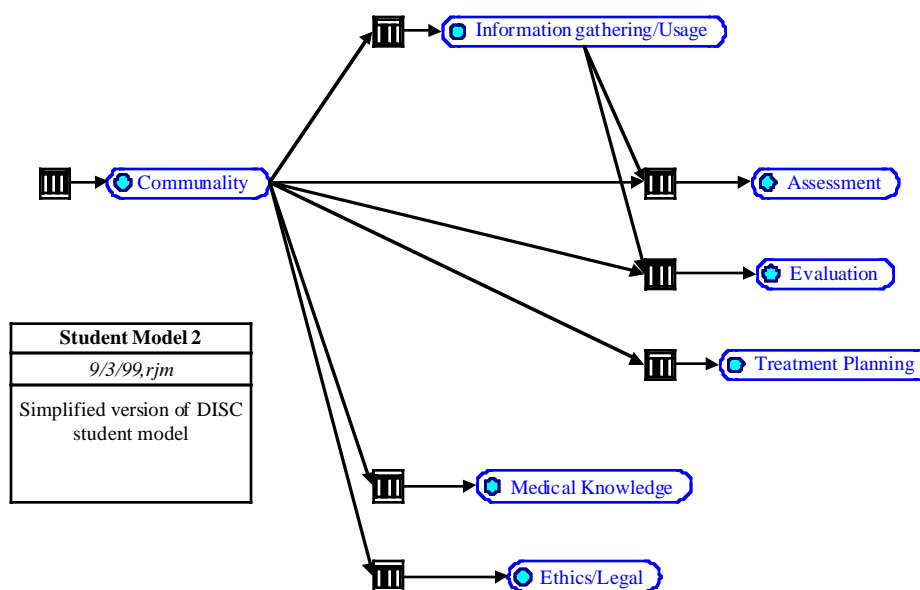 Information gathering/Usage
Communality
Assessment
Evaluation
Student Model 2
9/3/99,rjm
Simplified version of DISC
student model
Treatment Planning
Medical Knowledge
Ethics/Legal